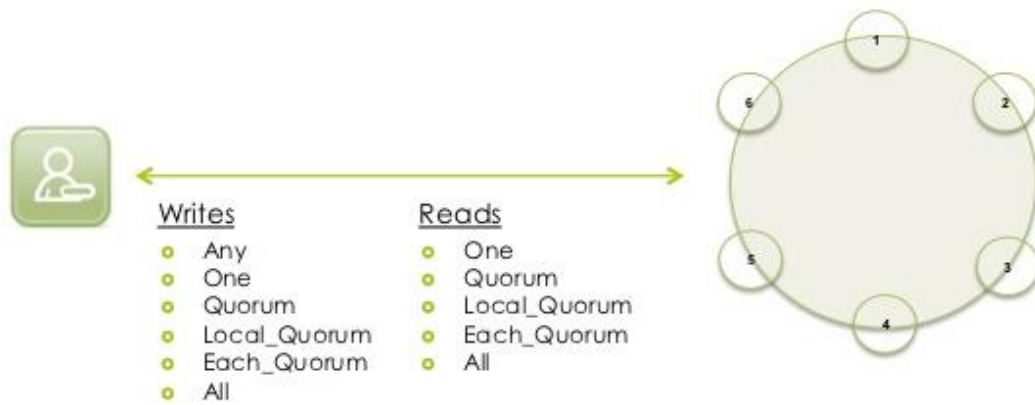 Writes
Any
One
Quorum
Local_Quorum
Each_Quorum
All
Reads
One
Quorum
Local_Quorum
Each_Quorum
All
1
2
3
4
5
6